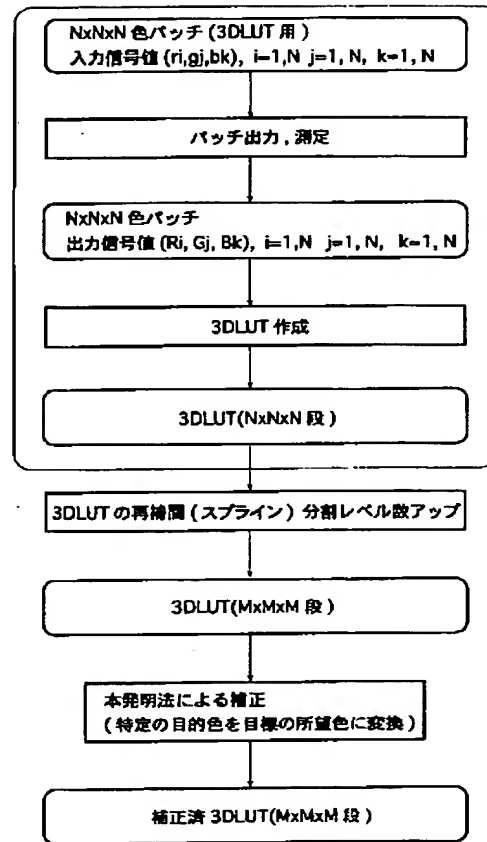 NxNxN 色パッチ (3DLUT 用)
入力信号値 (ri,gj,bk), i=1,N j=1, N, k=1, N
パッチ出力,測定
NxNxN 色パッチ
出力信号値 (Ri, Gj, Bk), i=1,N j=1, N, k=1, N
3DLUT 作成
3DLUT(NxNxN 段)
3DLUT の再補間 (スプライン) 分割レベル数アップ
3DLUT(MxMxM 段)
本発明法による補正
(特定の目的色を目標の所望色に変換)
補正済 3DLUT(MxMxM 段)